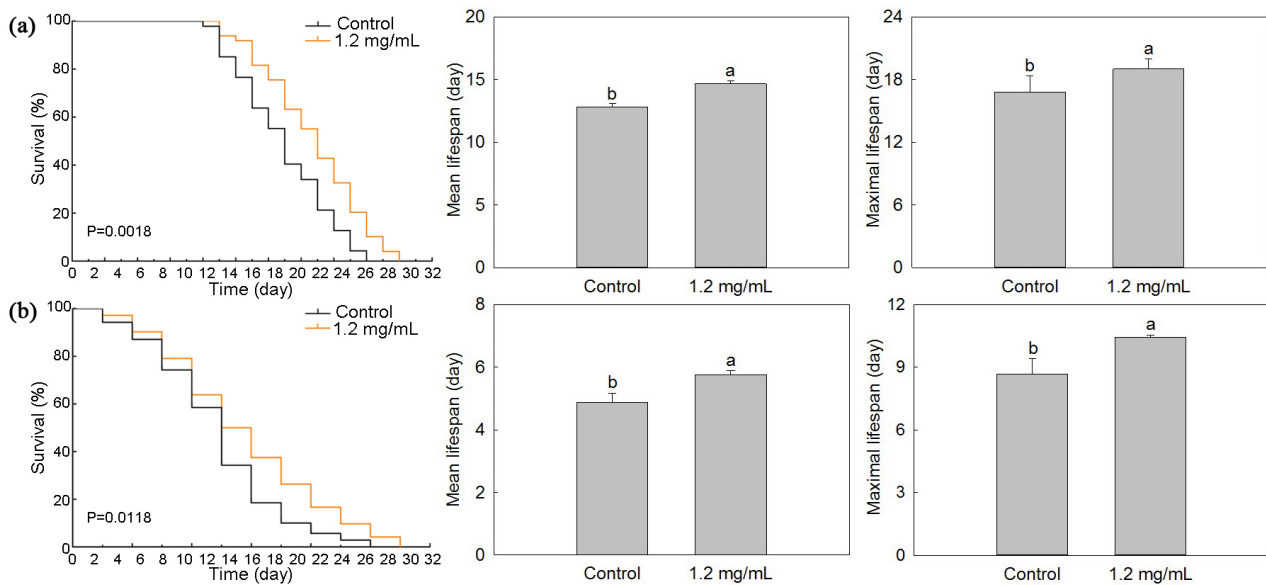 (a)
100
80
60
40
20
0
Survival (%)
Control
1.2 mg/mL
P=0.0018
0 2 4 6 8 10 12 14 16 18 20 22 24 26 28 30 32
Time (day)
20
15
10
5
0
Mean lifespan (day)
b
a
Control 1.2 mg/mL
24
18
12
6
0
Maximal lifespan (day)
b
a
Control 1.2 mg/mL
(b)
100
80
60
40
20
0
Survival (%)
Control
1.2 mg/mL
P=0.0118
0 2 4 6 8 10 12 14 16 18 20 22 24 26 28 30 32
Time (day)
8
6
4
2
0
Mean lifespan (day)
b
a
Control 1.2 mg/mL
12
9
6
3
0
Maximal lifespan (day)
b
a
Control 1.2 mg/mL